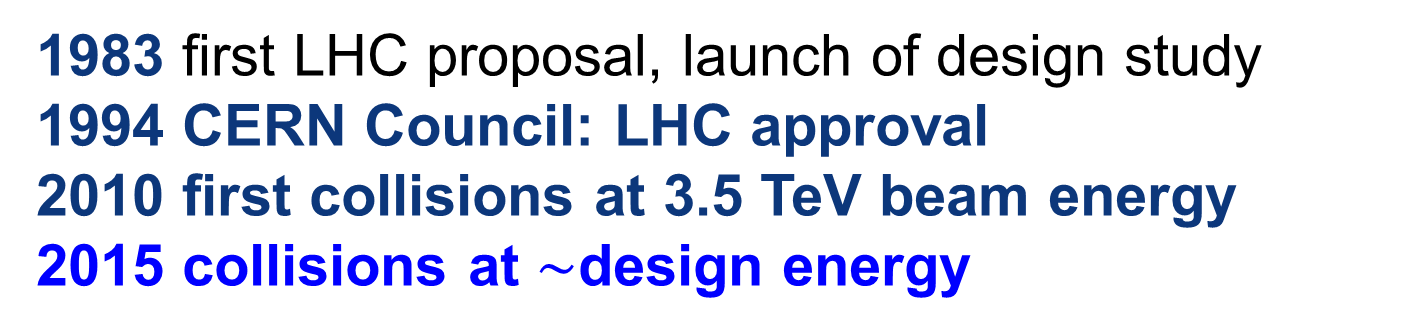 1983 first LHC proposal, launch of design study
1994 CERN Council: LHC approval
2010 first collisions at 3.5 TeV beam energy
2015 collisions at ~design energy